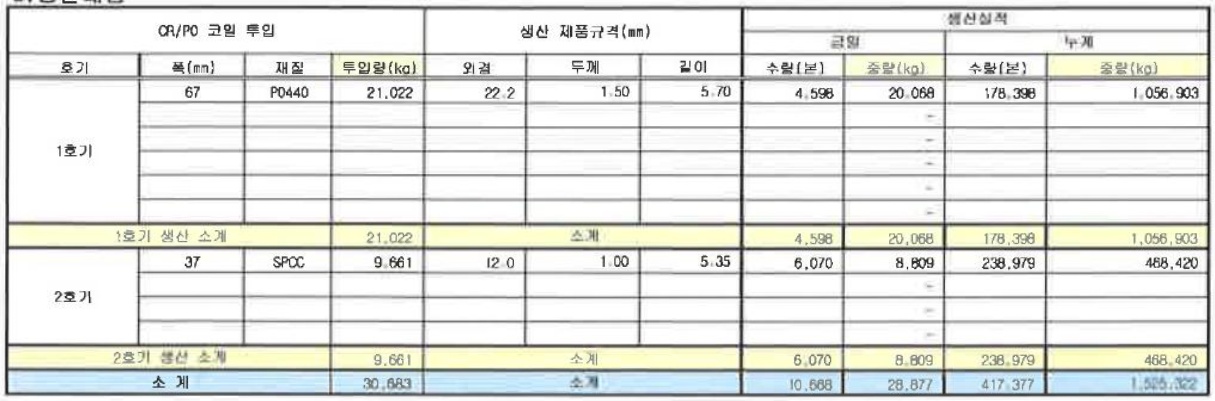 CR/PO 코일 투입 생산 제품규격(mm) 생산실적
금일 누계
호기 폭(mm) 재질 투입량(kg) 외경 두께 길이 수량(본) 중량(kg) 수량(본) 중량(kg)
67 PO440 21,022 22.2 1.50 5.70 4,598 20,068 178,398 1,056,903
-
-
1호기 -
-
-
1호기 생산 소계 21,022 소계 4,598 20,068 178,398 1,056,903
37 SPCC 9,661 12.0 1.00 5.35 6,070 8,809 238,979 468,420
-
2호기 -
-
2호기 생산 소계 9,661 소계 6,070 8,809 238,979 468,420
소 계 30,683 소계 10,668 28,877 417,377 1,525,322